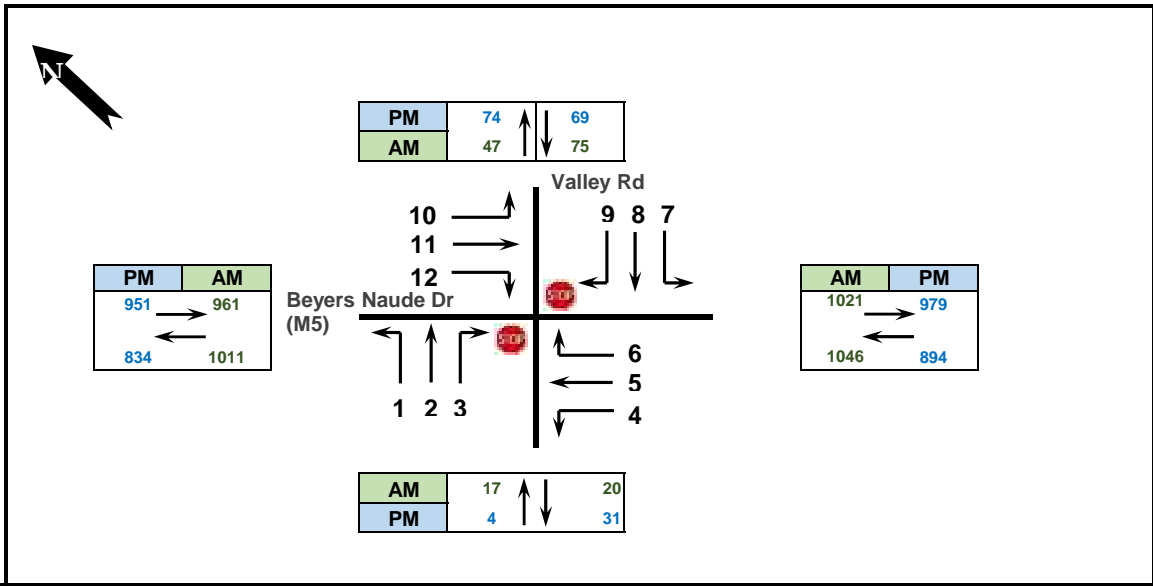 N
PM 74 69
AM 47 75
Valley Rd
10 9 8 7
11
12
PM AM
951 961
834 1011
Beyers Naude Dr
(M5)
AM PM
1021 979
1046 894
STOP
STOP
6
5
4
1 2 3
AM 17 20
PM 4 31